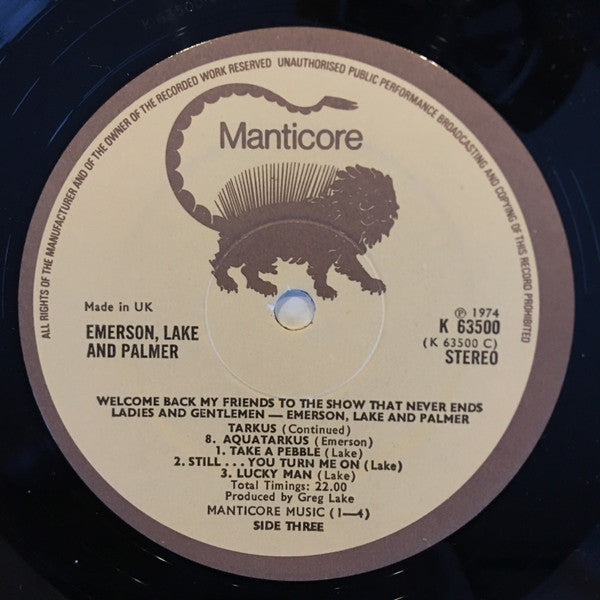 ALL RIGHTS OF THE MANUFACTURER AND OF THE OWNER OF THE RECORDED WORK RESERVED UNAUTHORISED PUBLIC PERFORMANCE BROADCASTING AND COPYING OF THIS RECORD PROHIBITED
Manticore
Made in UK
EMERSON, LAKE
AND PALMER
℗ 1974
K 63500
(K 63500 C)
STEREO
WELCOME BACK MY FRIENDS TO THE SHOW THAT NEVER ENDS
LADIES AND GENTLEMEN — EMERSON, LAKE AND PALMER
TARKUS (Continued)
8. AQUATARKUS (Emerson)
1. TAKE A PEBBLE (Lake)
2. STILL . . . YOU TURN ME ON (Lake)
3. LUCKY MAN (Lake)
Total Timings: 22.00
Produced by Greg Lake
MANTICORE MUSIC (1—4)
SIDE THREE